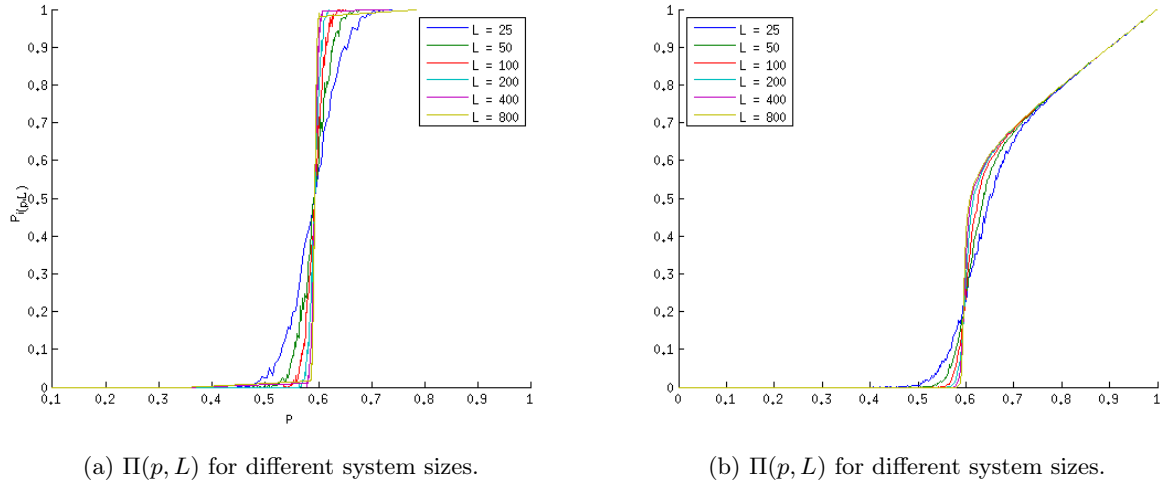 1
0.9
0.8
0.7
0.6
0.5
0.4
0.3
0.2
0.1
0
Pi(p,L)
0.1 0.2 0.3 0.4 0.5 0.6 0.7 0.8 0.9 1
P
L = 25
L = 50
L = 100
L = 200
L = 400
L = 800
(a) Π(p, L) for different system sizes.
1
0.9
0.8
0.7
0.6
0.5
0.4
0.3
0.2
0.1
0
0 0.1 0.2 0.3 0.4 0.5 0.6 0.7 0.8 0.9 1
L = 25
L = 50
L = 100
L = 200
L = 400
L = 800
(b) Π(p, L) for different system sizes.